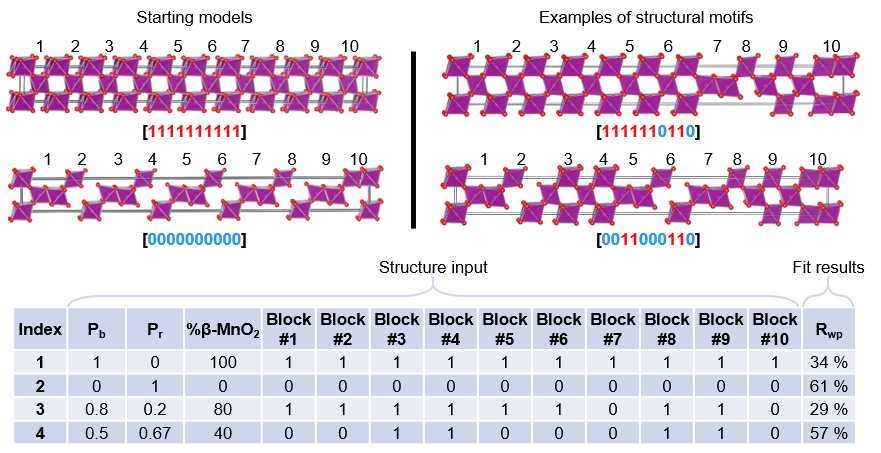 Starting models
Examples of structural motifs
1 2 3 4 5 6 7 8 9 10
1 2 3 4 5 6 7 8 9 10
[1111111111]
[1111110110]
1 2 3 4 5 6 7 8 9 10
1 2 3 4 5 6 7 8 9 10
[0000000000]
[0011000110]
Structure input
Fit results
Index P_b P_r %β-MnO₂ Block #1 Block #2 Block #3 Block #4 Block #5 Block #6 Block #7 Block #8 Block #9 Block #10 R_wp
1 1 0 100 1 1 1 1 1 1 1 1 1 1 34 %
2 0 1 0 0 0 0 0 0 0 0 0 0 0 61 %
3 0.8 0.2 80 1 1 1 1 1 1 0 1 1 0 29 %
4 0.5 0.67 40 0 0 1 1 0 0 0 1 1 0 57 %